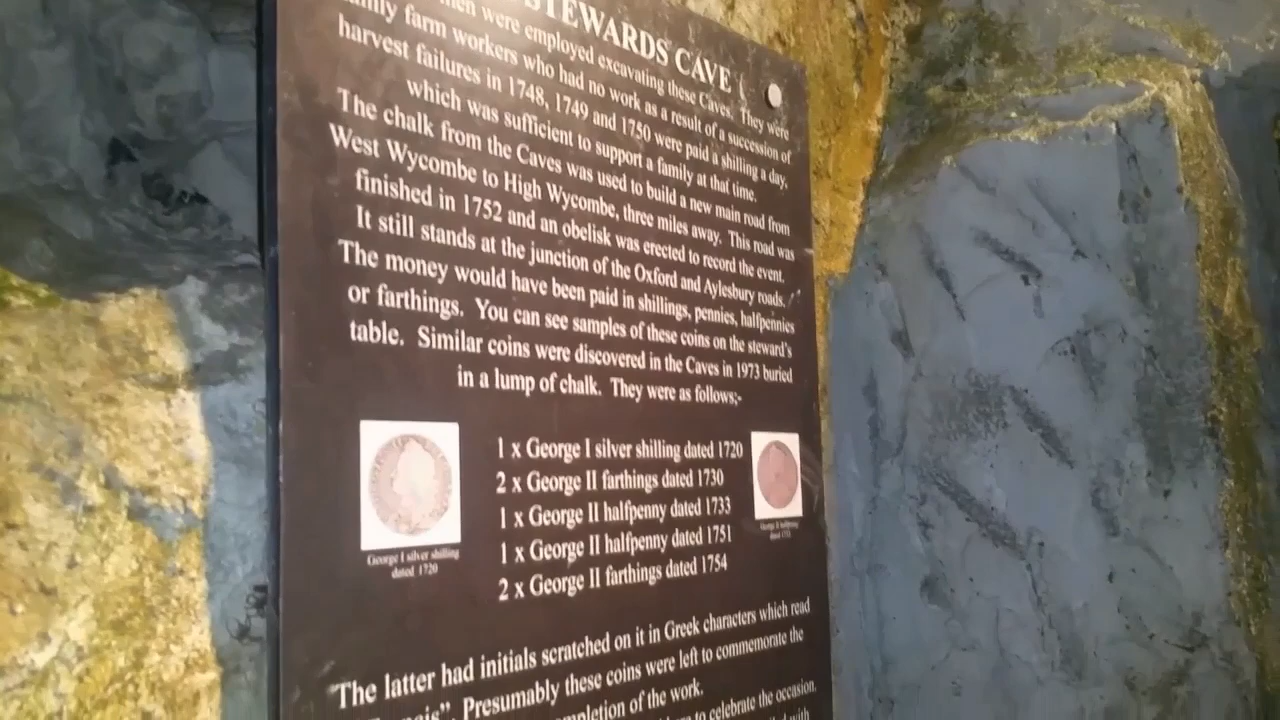 STEWARDS CAVE
men were employed excavating these Caves. They were
family farm workers who had no work as a result of a succession of
harvest failures in 1748, 1749 and 1750 were paid a shilling a day,
which was sufficient to support a family at that time.
The chalk from the Caves was used to build a new main road from
West Wycombe to High Wycombe, three miles away. This road was
finished in 1752 and an obelisk was erected to record the event.
It still stands at the junction of the Oxford and Aylesbury roads.
The money would have been paid in shillings, pennies, halfpennies
or farthings. You can see samples of these coins on the steward's
table. Similar coins were discovered in the Caves in 1973 buried
in a lump of chalk. They were as follows;-
1 x George I silver shilling dated 1720
2 x George II farthings dated 1730
1 x George II halfpenny dated 1733
1 x George II halfpenny dated 1751
2 x George II farthings dated 1754
George I silver shilling
dated 1720
George II halfpenny
dated 1733
The latter had initials scratched on it in Greek characters which read
Presumably these coins were left to commemorate the
completion of the work.
to celebrate the occasion.
with